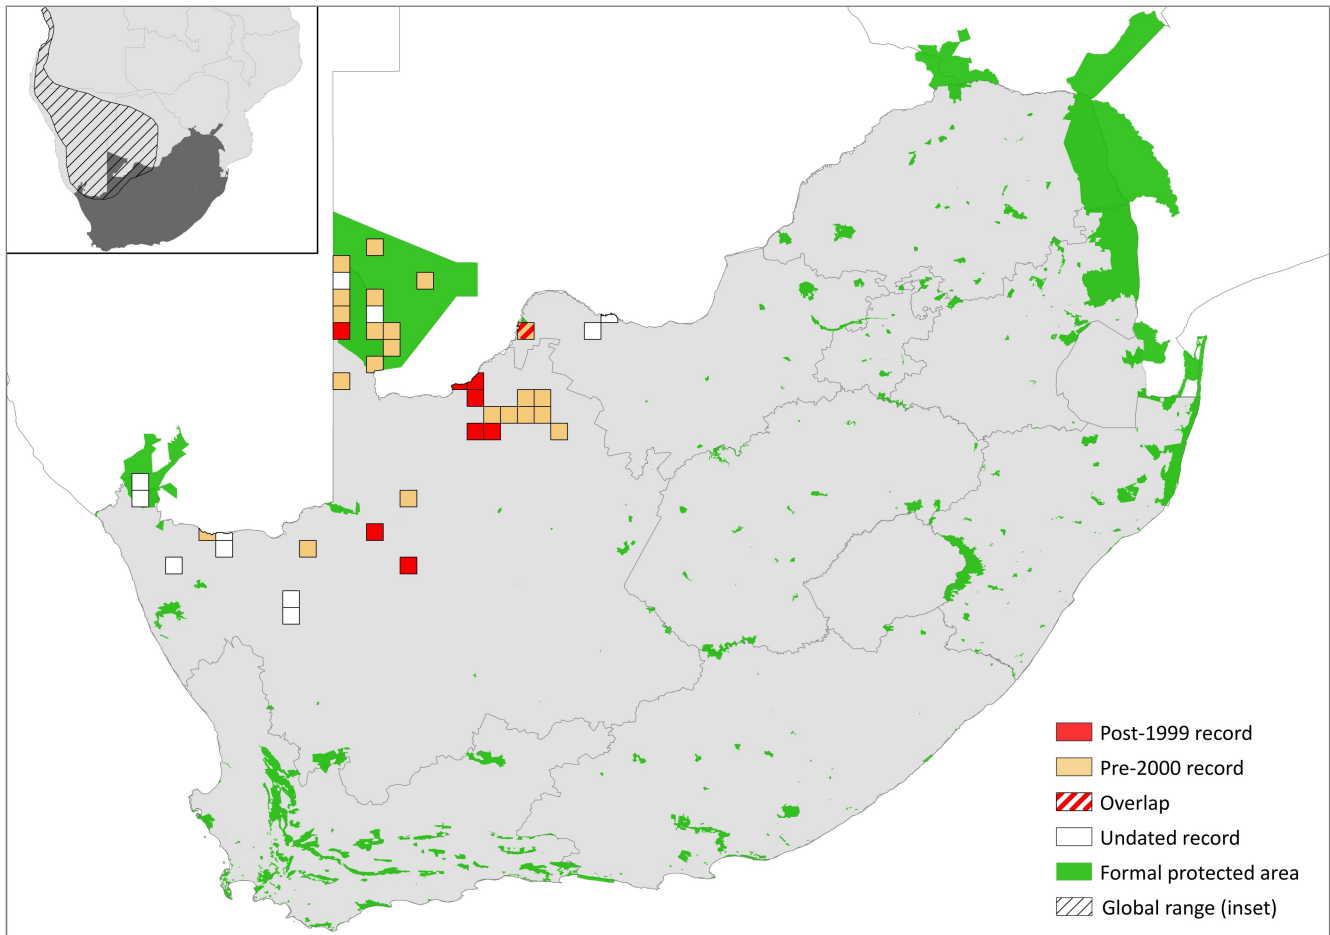 Post-1999 record
Pre-2000 record
Overlap
Undated record
Formal protected area
Global range (inset)